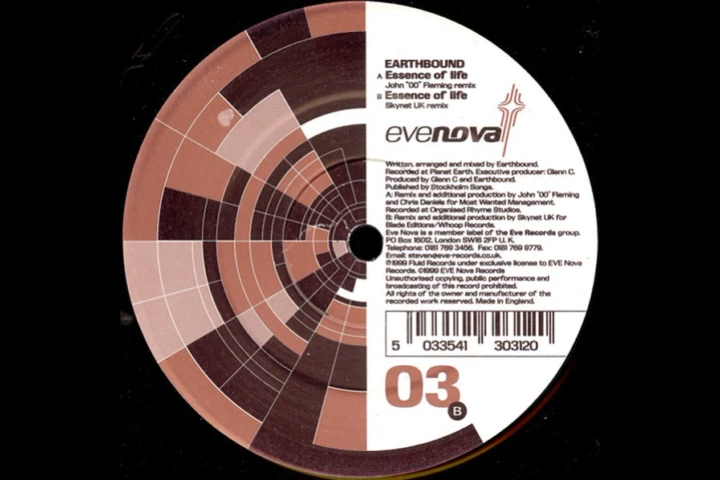 EARTHBOUND
A Essence of life
John "00" Fleming remix
B Essence of life
Skynet UK remix
evenova
Written, arranged and mixed by Earthbound.
Recorded at Planet Earth. Executive producer: Glenn C.
Produced by Glenn C and Earthbound.
Published by Stockholm Songs.
A: Remix and additional production by John "00" Fleming
and Chris Daniels for Most Wanted Management.
Recorded at Organised Rhyme Studios.
B: Remix and additional production by Skynet UK for
Blade Editions/Whoop Records.
Eve Nova is a member label of the Eve Records group.
PO Box 16012, London SW16 2FP U. K.
Telephone: 0181 769 3456. Fax: 0181 769 9779.
Email: steven@eve-records.co.uk.
℗1999 Fluid Records under exclusive license to EVE Nova
Records. ©1999 EVE Nova Records
Unauthorised copying, public performance and
broadcasting of this record prohibited.
All rights of the owner and manufacturer of the
recorded work reserved. Made in England.
5 033541 303120
03
B